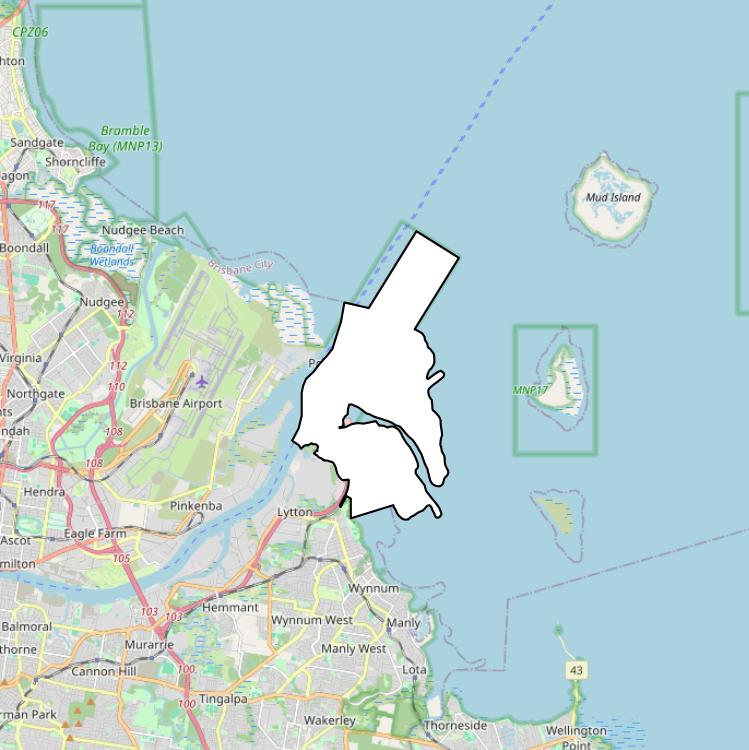 CPZ06
hton
Bramble
Bay (MNP13)
Sandgate
Shorncliffe
agon
117
117
Boondall
Nudgee Beach
Boondall
Wetlands
Brisbane City
Mud Island
Nudgee
112
Virginia
112
110
Northgate
Brisbane Airport
nts
ndah
108
108
MNP17
Hendra
Pinkenba
Lytton
Ascot
Eagle Farm
milton
105
103
103
Hemmant
Wynnum
Balmoral
Wynnum West
Manly
thorne
Murarrie
Manly West
Cannon Hill
100
Lota
43
Tingalpa
100
rman Park
Wakerley
Thorneside
Wellington
Point